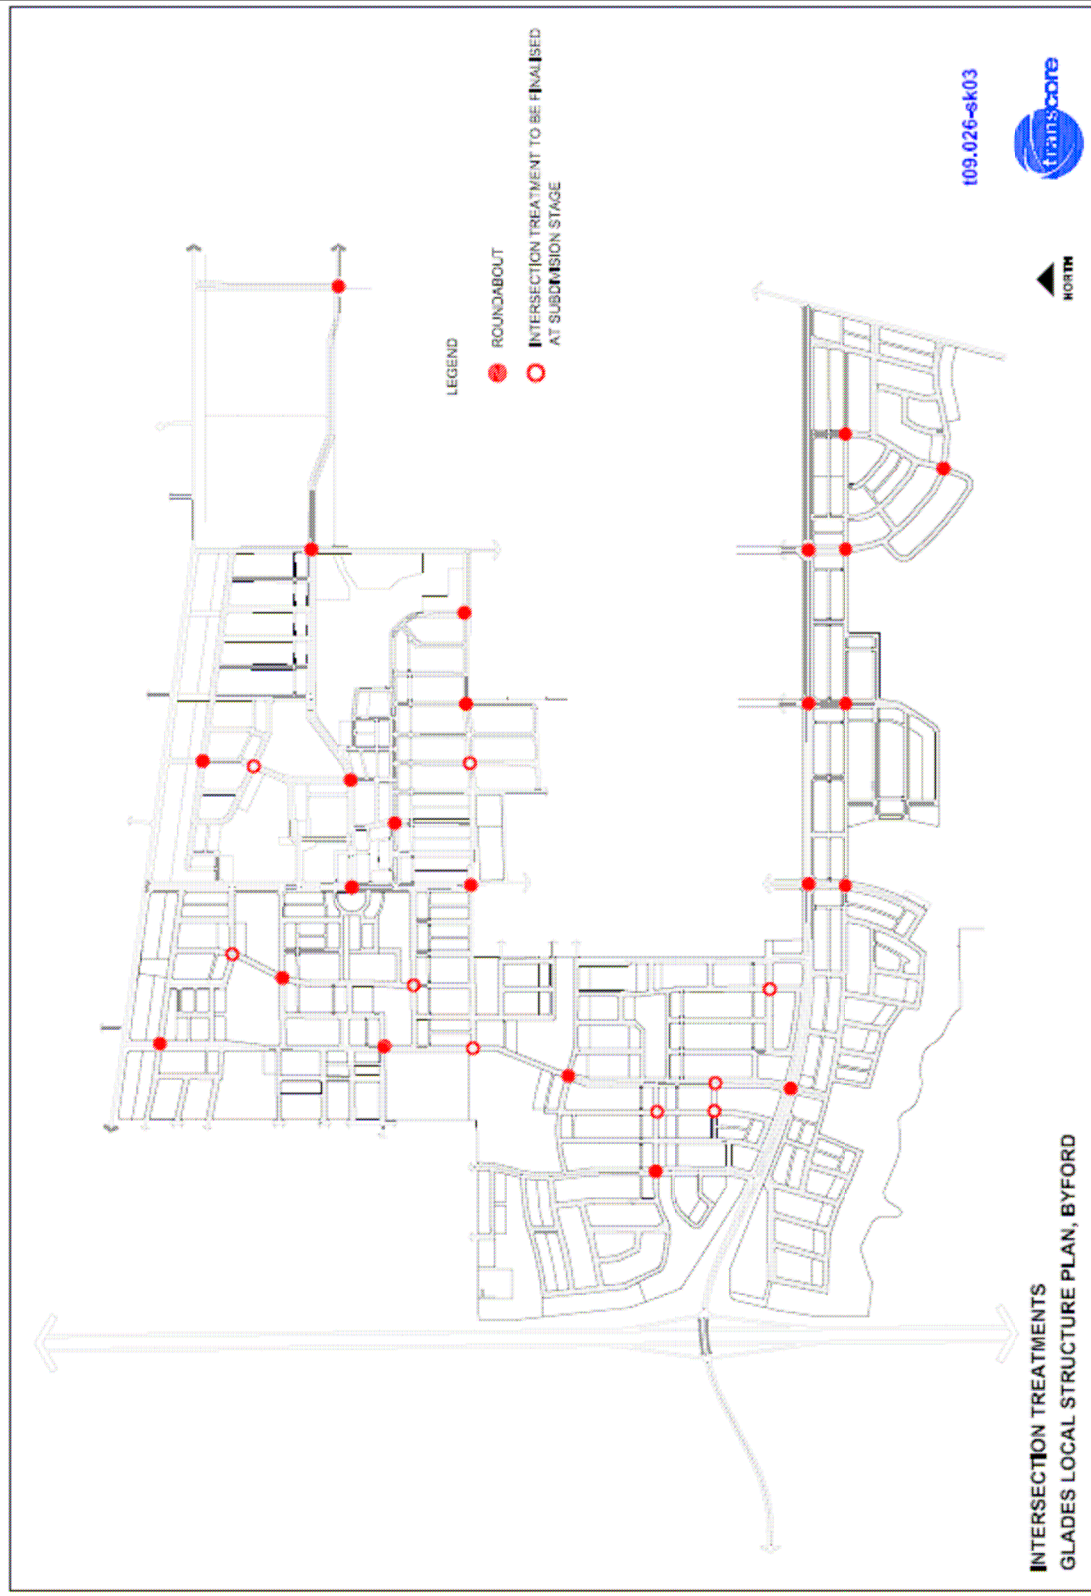 LEGEND
ROUNDABOUT
INTERSECTION TREATMENT TO BE FINALISED
AT SUBDIVISION STAGE
t09.026-sk03
transcore
NORTH
INTERSECTION TREATMENTS
GLADES LOCAL STRUCTURE PLAN, BYFORD